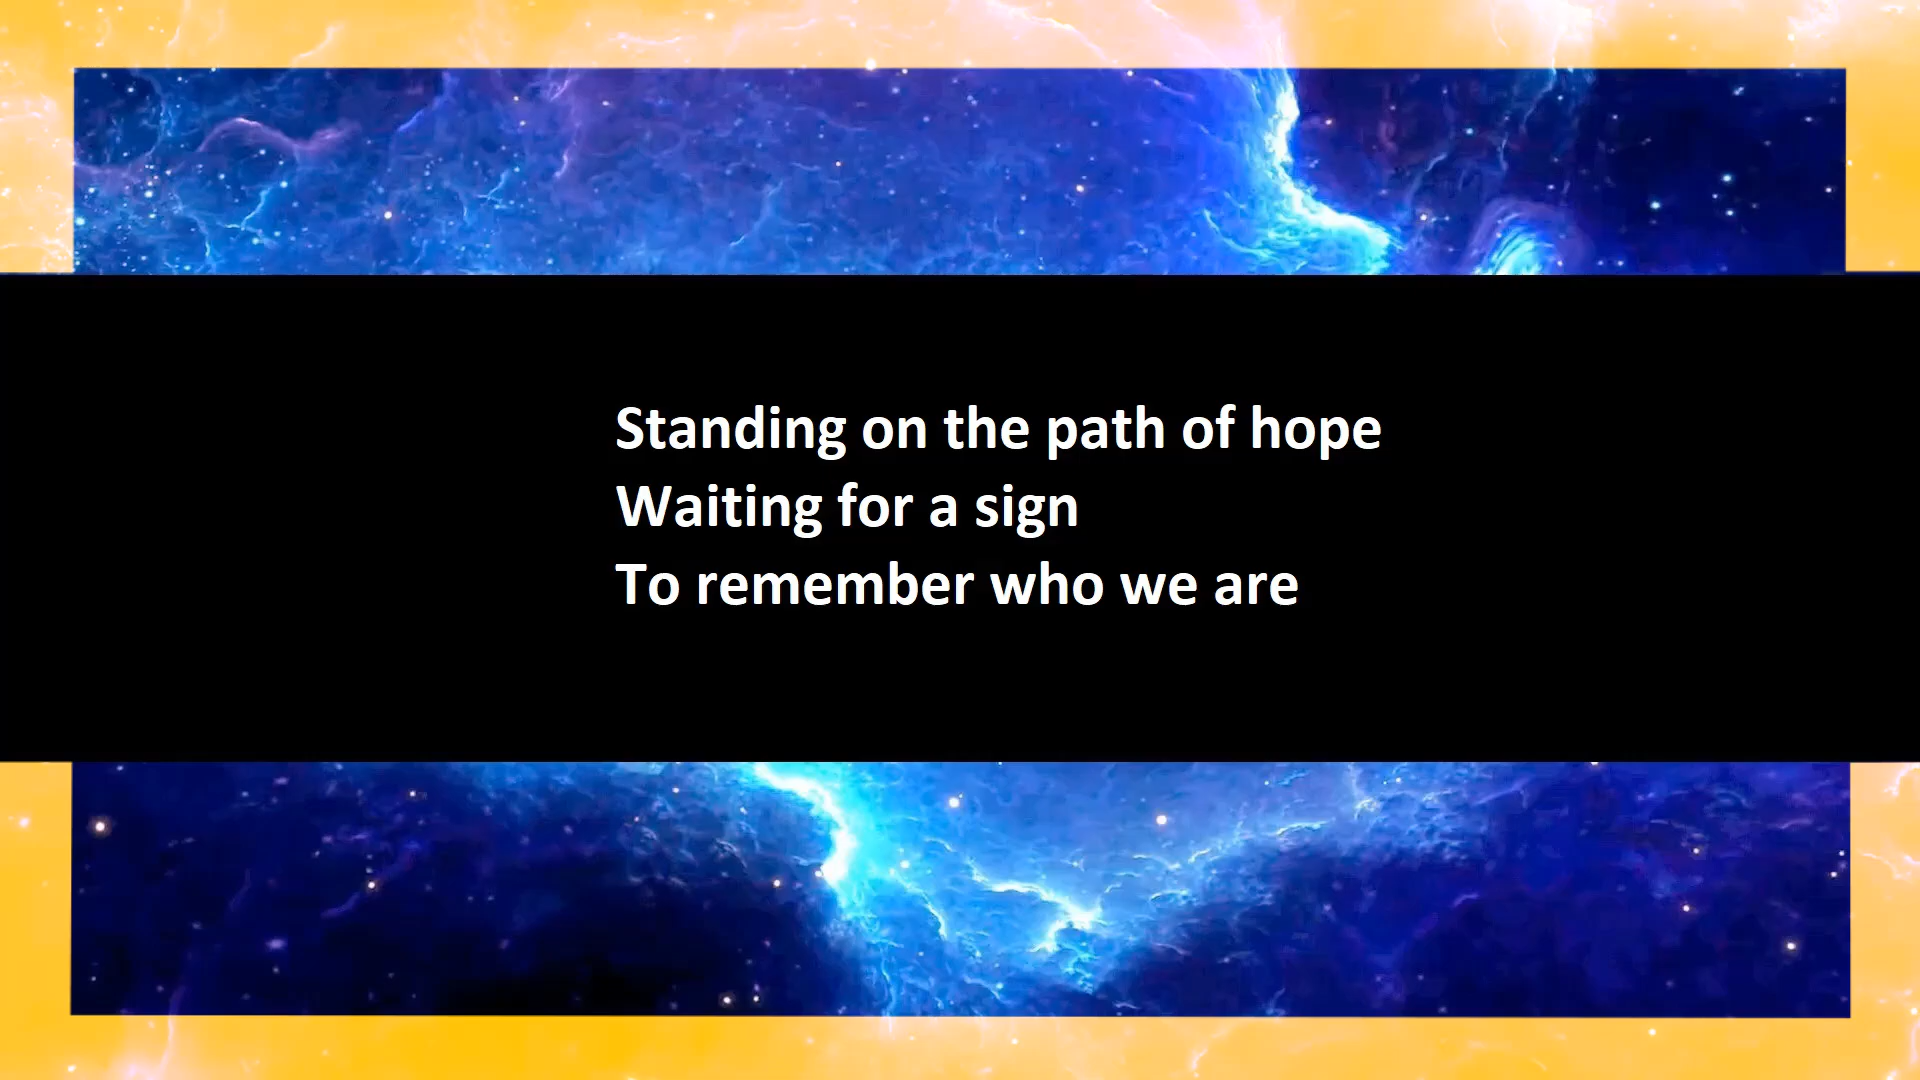 Standing on the path of hope
Waiting for a sign
To remember who we are